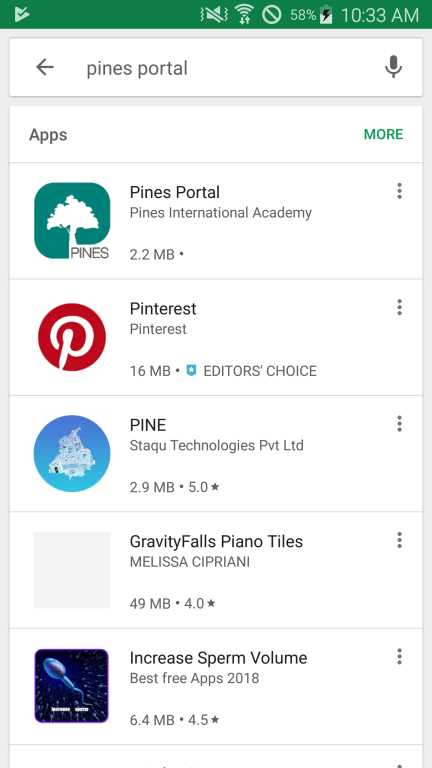 58% 10:33 AM
pines portal
Apps MORE
PINES
Pines Portal
Pines International Academy
2.2 MB •
Pinterest
Pinterest
16 MB • EDITORS' CHOICE
PINE
Staqu Technologies Pvt Ltd
2.9 MB • 5.0★
GravityFalls Piano Tiles
MELISSA CIPRIANI
49 MB • 4.0★
Increase Sperm Volume
Best free Apps 2018
increase sperm
6.4 MB • 4.5★